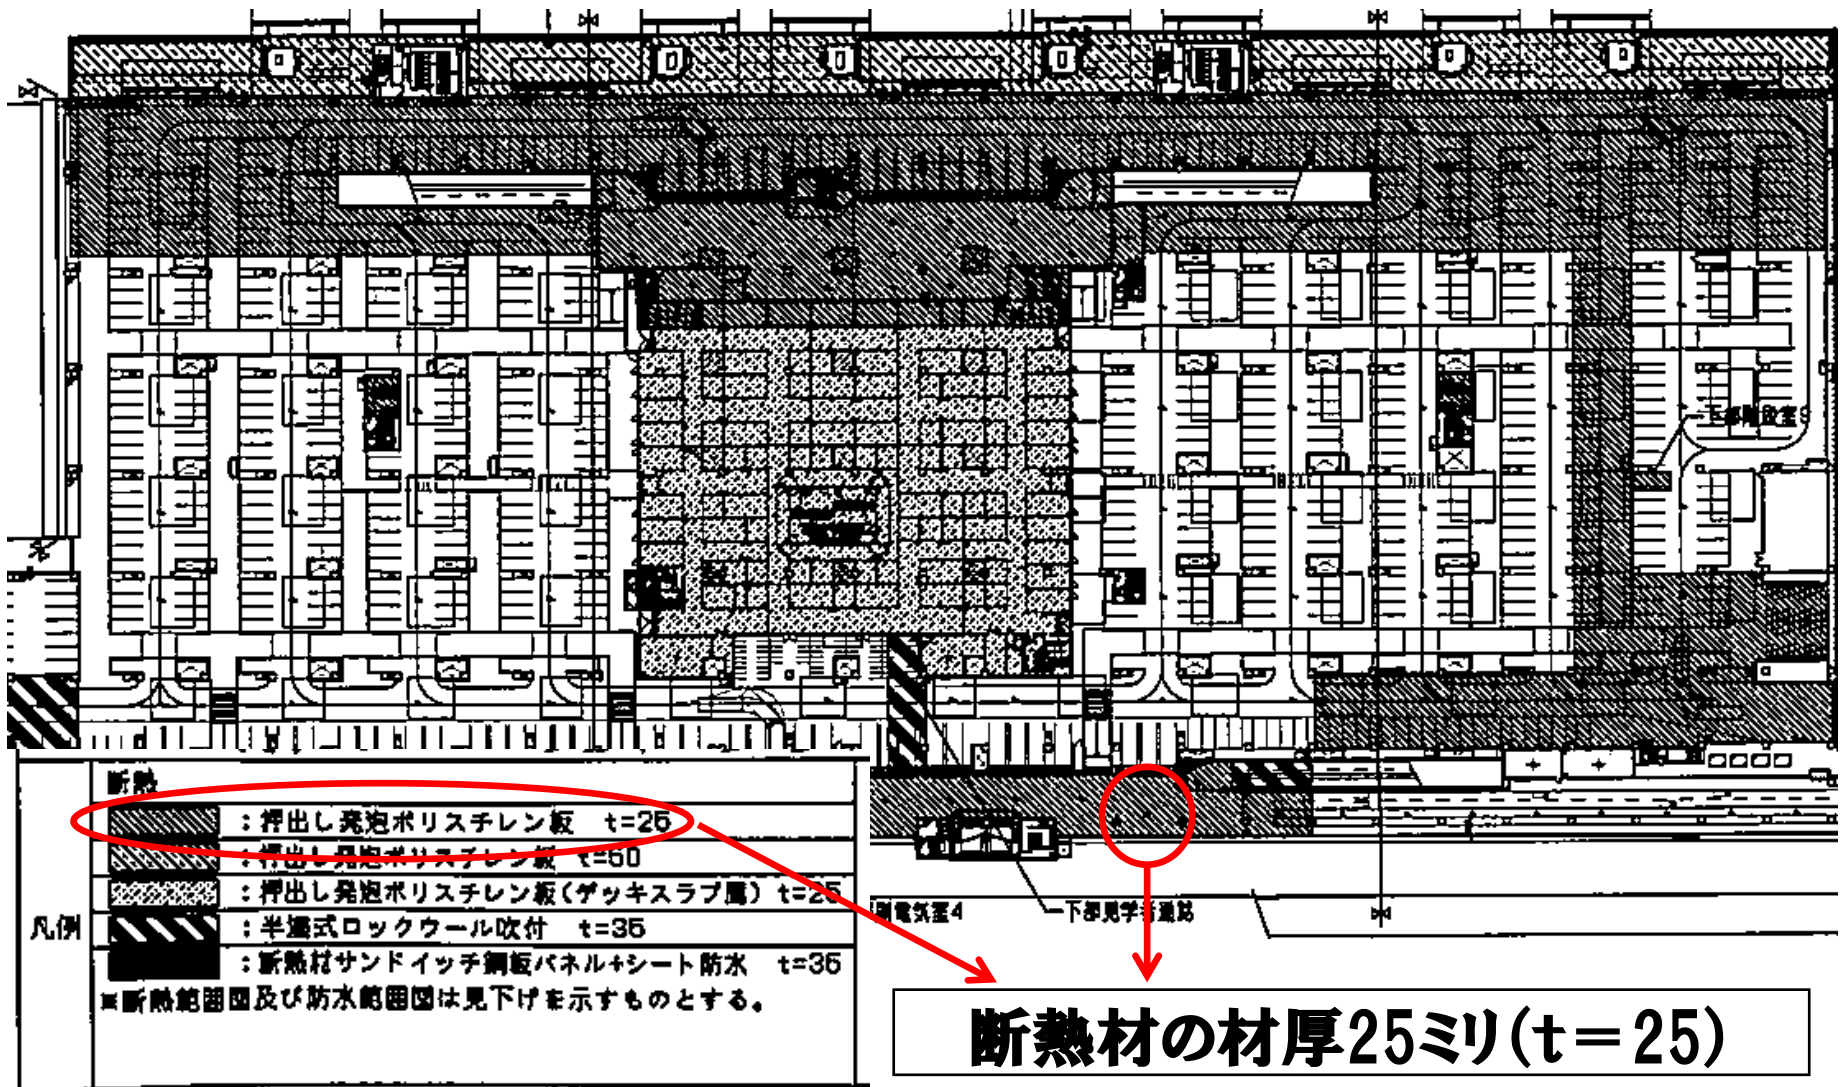 下部階段室9
断熱
：押出し発泡ポリスチレン板　t=25
：押出し発泡ポリスチレン板　t=50
：押出し発泡ポリスチレン板(デッキスラブ厚) t=25
凡例
：半湿式ロックウール吹付　t=35
：断熱材サンドイッチ鋼板パネル+シート防水　t=35
※断熱範囲図及び防水範囲図は見下げを示すものとする。
電気室4
下部見学者通路
断熱材の材厚25ミリ(t＝25)